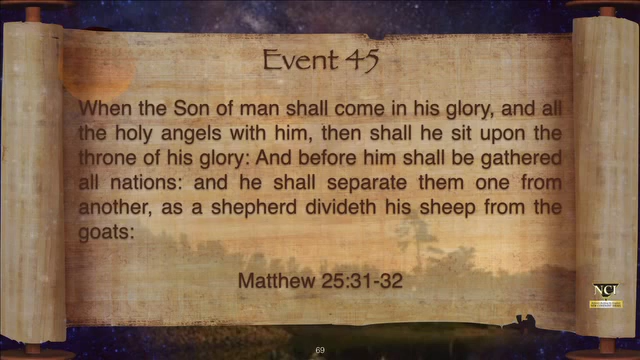 Event 45
When the Son of man shall come in his glory, and all
the holy angels with him, then shall he sit upon the
throne of his glory: And before him shall be gathered
all nations: and he shall separate them one from
another, as a shepherd divideth his sheep from the
goats:
Matthew 25:31-32
NCI
69